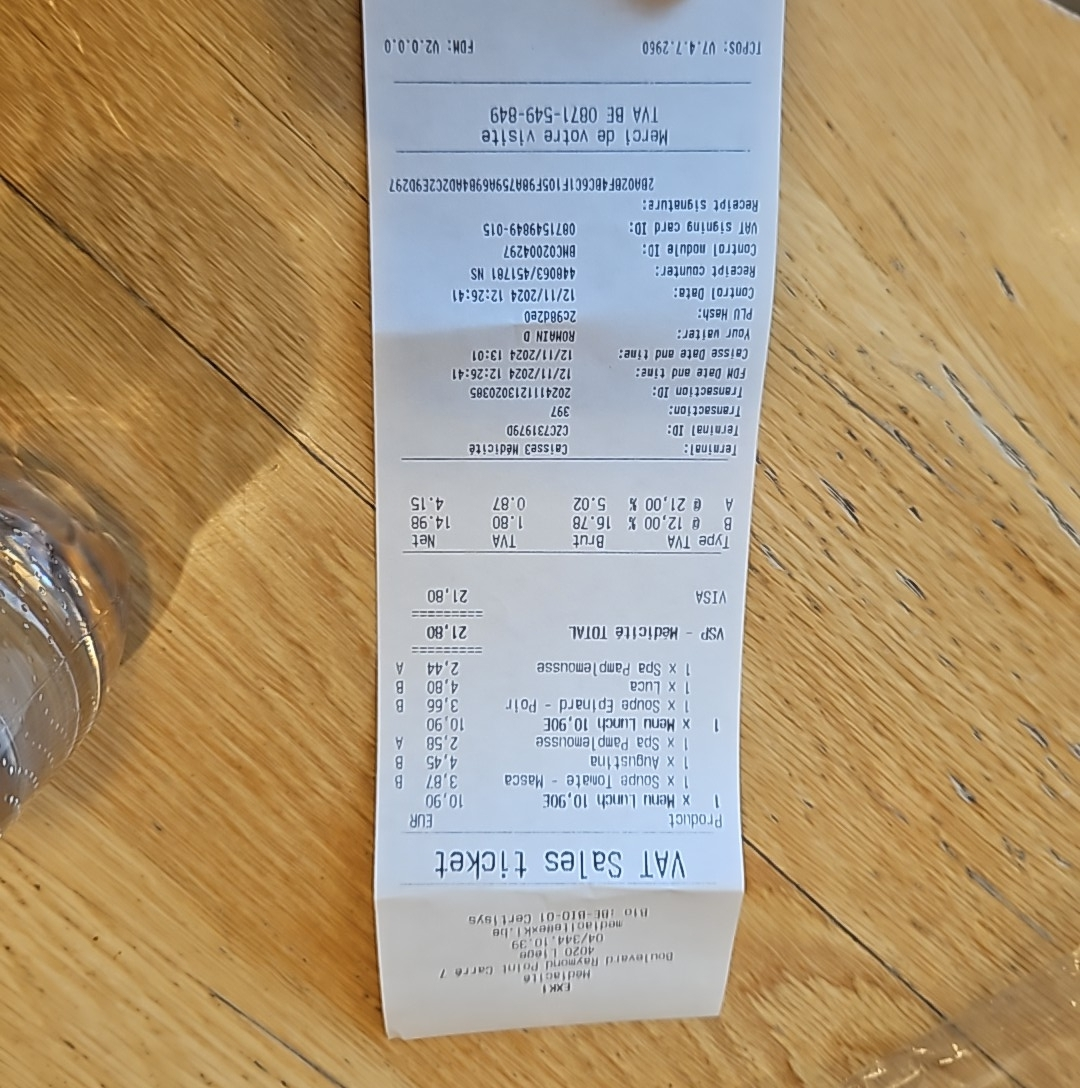 EXKi
Médiacité
Boulevard Raymond Point Carré 7
4020 Liège
04/344.10.39
mediacite@exki.be
Bio :BE-BIO-01 Certisys
VAT Sales ticket
Product EUR
1 x Menu Lunch 10,90E 10,90
1 x Soupe Tomate - Masca 3,87 B
1 x Augustina 4,45 B
1 x Spa Pamplemousse 2,58 A
1 x Menu Lunch 10,90E 10,90
1 x Soupe Epinard - Poir 3,66 B
1 x Luca 4,80 B
1 x Spa Pamplemousse 2,44 A
=========
VSP - Médicité TOTAL 21,80
=========
VISA 21,80
Type TVA Brut TVA Net
B @ 12,00 % 16.78 1.80 14.98
A @ 21,00 % 5.02 0.87 4.15
Terminal: Caisse3 Médicité
Terminal ID: CZC731979D
Transaction: 397
Transaction ID: 2024111213020385
FDM Date and time: 12/11/2024 12:26:41
Caisse Date and time: 12/11/2024 13:01
Your waiter: ROMAIN D
PLU Hash: 2c98d2e0
Control Data: 12/11/2024 12:26:41
Receipt counter: 448063/451781 NS
Control module ID: BMC02004297
VAT signing card ID: 0871549849-015
Receipt signature:
2BA02BF4BC6C1F105F98A759A69B4AD2C2E9D297
Merci de votre visite
TVA BE 0871-549-849
TCPOS: V7.4.7.2960 FDM: V2.0.0.0